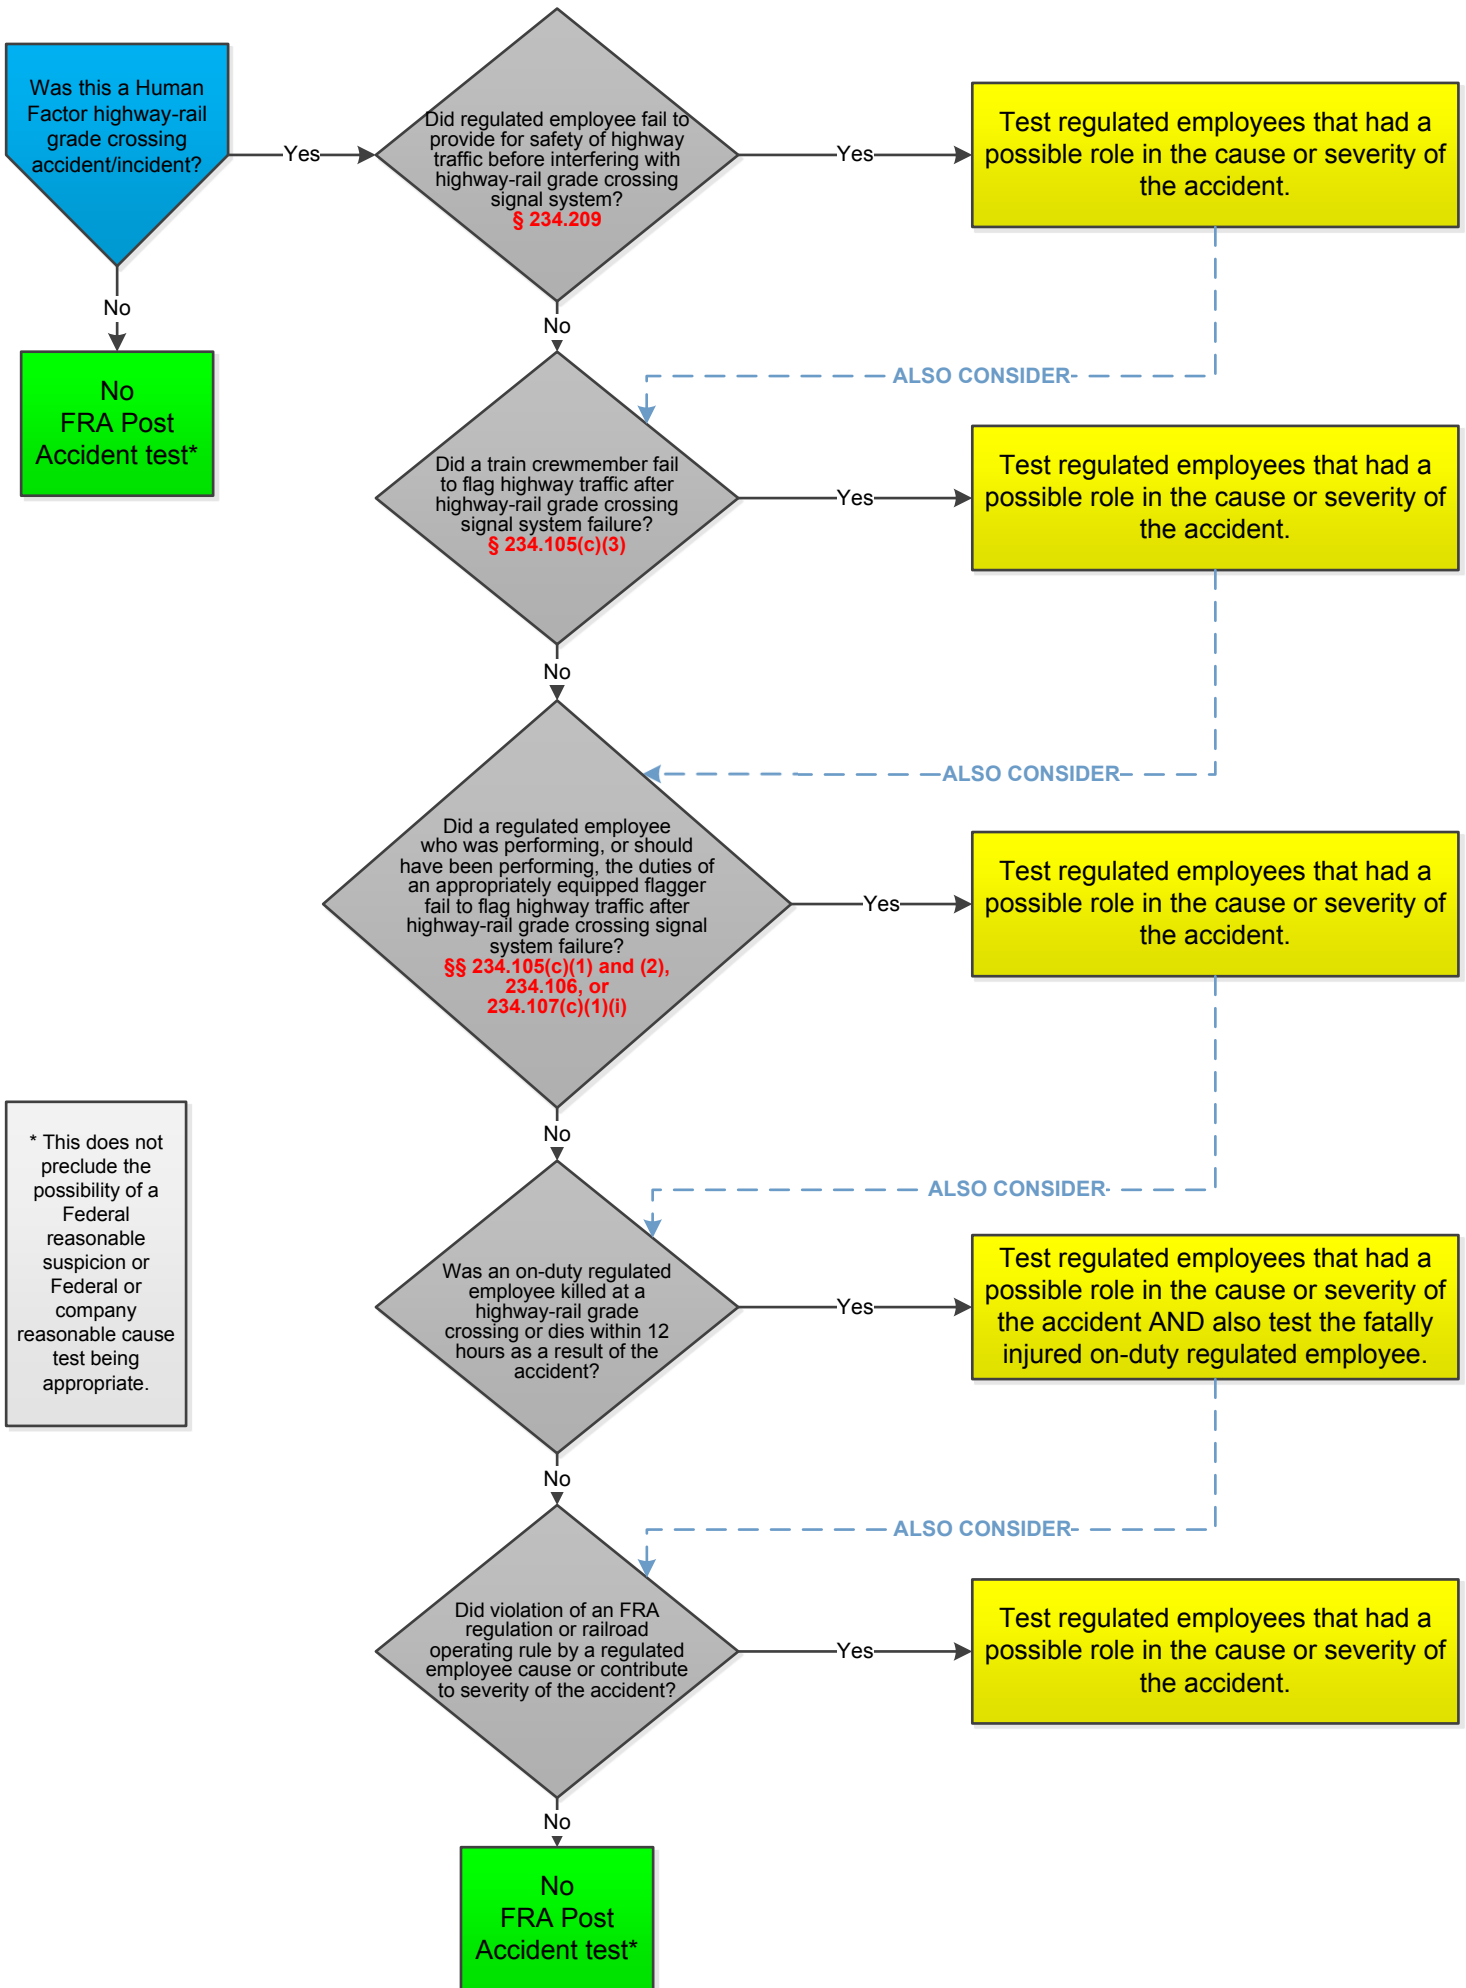 Was this a Human
Factor highway-rail
grade crossing
accident/incident?
Yes
Did regulated employee fail to
provide for safety of highway
traffic before interfering with
highway-rail grade crossing
signal system?
§ 234.209
Yes
Test regulated employees that had a
possible role in the cause or severity of
the accident.
No
No
FRA Post
Accident test*
No
ALSO CONSIDER
Did a train crewmember fail
to flag highway traffic after
highway-rail grade crossing
signal system failure?
§ 234.105(c)(3)
Yes
Test regulated employees that had a
possible role in the cause or severity of
the accident.
No
ALSO CONSIDER
Did a regulated employee
who was performing, or should
have been performing, the duties of
an appropriately equipped flagger
fail to flag highway traffic after
highway-rail grade crossing signal
system failure?
§§ 234.105(c)(1) and (2),
234.106, or
234.107(c)(1)(i)
Yes
Test regulated employees that had a
possible role in the cause or severity of
the accident.
No
ALSO CONSIDER
* This does not
preclude the
possibility of a
Federal
reasonable
suspicion or
Federal or
company
reasonable cause
test being
appropriate.
Was an on-duty regulated
employee killed at a
highway-rail grade
crossing or dies within 12
hours as a result of the
accident?
Yes
Test regulated employees that had a
possible role in the cause or severity of
the accident AND also test the fatally
injured on-duty regulated employee.
No
ALSO CONSIDER
Did violation of an FRA
regulation or railroad
operating rule by a regulated
employee cause or contribute
to severity of the accident?
Yes
Test regulated employees that had a
possible role in the cause or severity of
the accident.
No
No
FRA Post
Accident test*